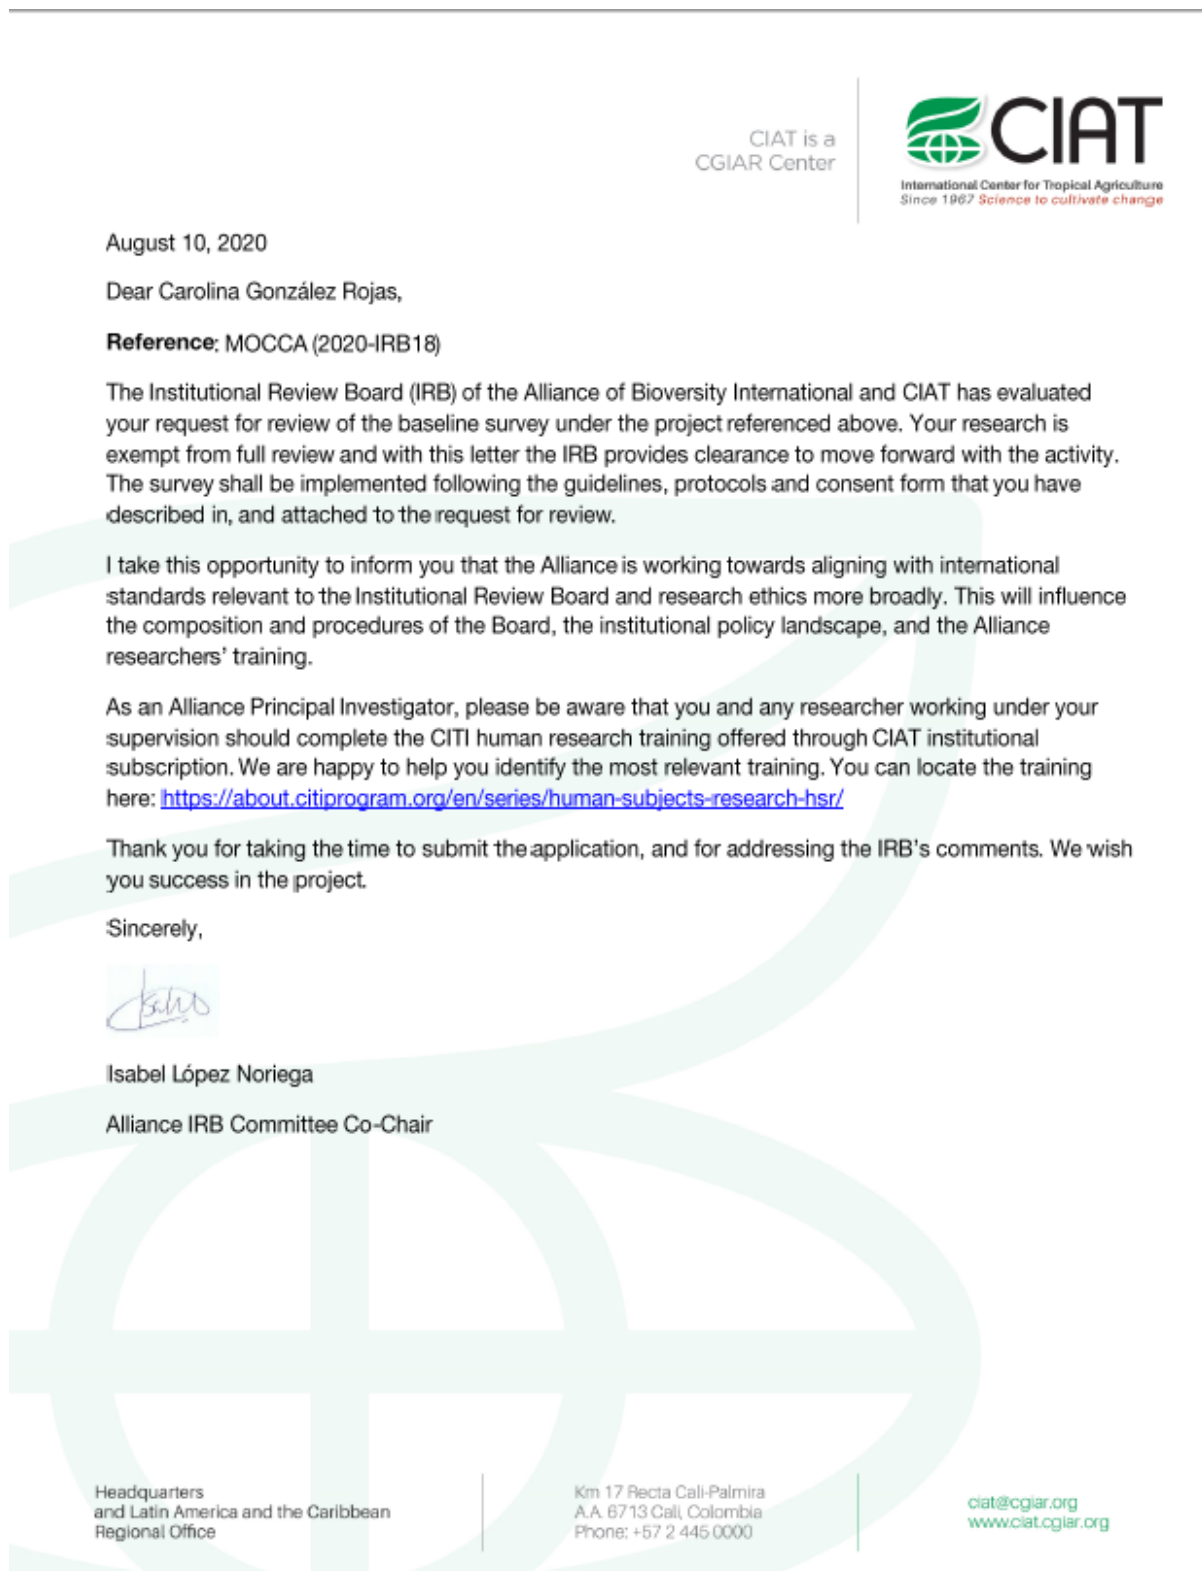 CIAT is a
CGIAR Center
CIAT
International Center for Tropical Agriculture
Since 1967 Science to cultivate change
August 10, 2020
Dear Carolina González Rojas,
Reference: MOCCA (2020-IRB18)
The Institutional Review Board (IRB) of the Alliance of Bioversity International and CIAT has evaluated
your request for review of the baseline survey under the project referenced above. Your research is
exempt from full review and with this letter the IRB provides clearance to move forward with the activity.
The survey shall be implemented following the guidelines, protocols and consent form that you have
described in, and attached to the request for review.
I take this opportunity to inform you that the Alliance is working towards aligning with international
standards relevant to the Institutional Review Board and research ethics more broadly. This will influence
the composition and procedures of the Board, the institutional policy landscape, and the Alliance
researchers’ training.
As an Alliance Principal Investigator, please be aware that you and any researcher working under your
supervision should complete the CITI human research training offered through CIAT institutional
subscription. We are happy to help you identify the most relevant training. You can locate the training
here: https://about.citiprogram.org/en/series/human-subjects-research-hsr/
Thank you for taking the time to submit the application, and for addressing the IRB’s comments. We wish
you success in the project.
Sincerely,
Isabel López Noriega
Alliance IRB Committee Co-Chair
Headquarters
and Latin America and the Caribbean
Regional Office
Km 17 Recta Cali-Palmira
A.A. 6713 Cali, Colombia
Phone: +57 2 445 0000
ciat@cgiar.org
www.ciat.cgiar.org